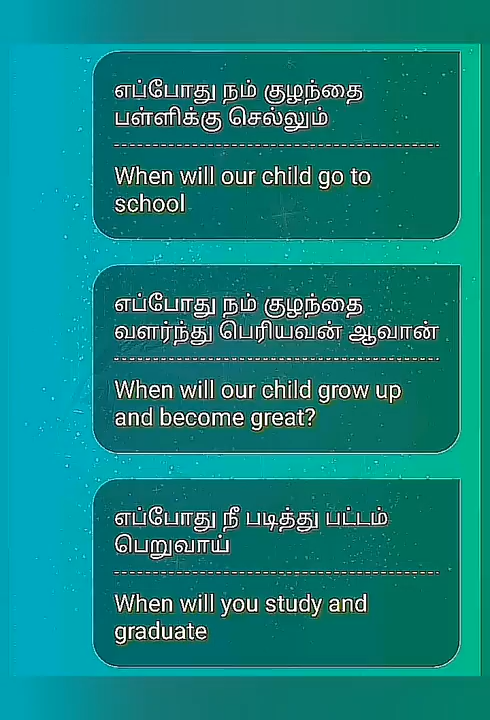 எப்போது நம் குழந்தை
பள்ளிக்கு செல்லும்
When will our child go to
school
எப்போது நம் குழந்தை
வளர்ந்து பெரியவன் ஆவான்
When will our child grow up
and become great?
எப்போது நீ படித்து பட்டம்
பெறுவாய்
When will you study and
graduate